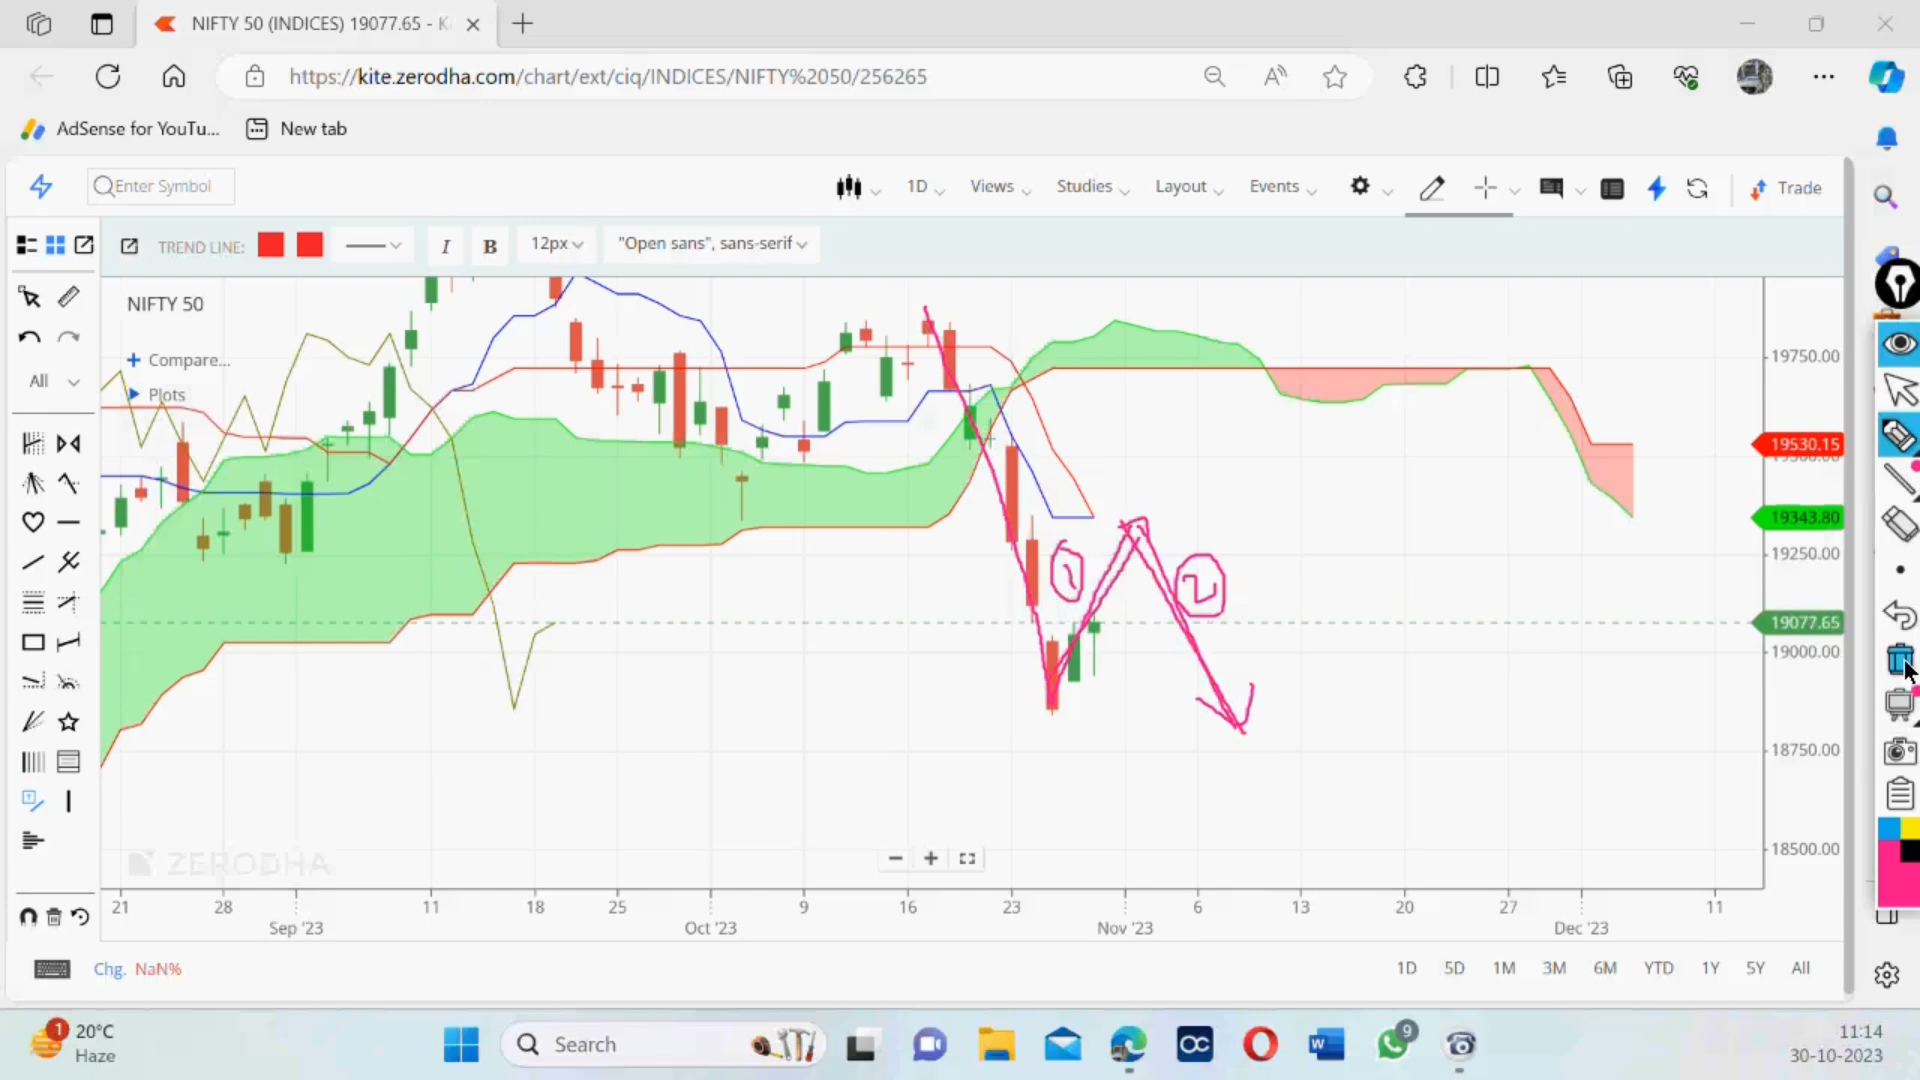 NIFTY 50 (INDICES) 19077.65 - K
https://kite.zerodha.com/chart/ext/ciq/INDICES/NIFTY%2050/256265
AdSense for YouTu... New tab
Enter Symbol 1D Views Studies Layout Events Trade
TREND LINE: I B 12px "Open sans", sans-serif
NIFTY 50
Compare...
All
Plots
19750.00
19530.15
19343.80
19250.00
19077.65
19000.00
18750.00
18500.00
1
2
ZERODHA
21 28 11 18 25 9 16 23 6 13 20 27 11
Sep '23 Oct '23 Nov '23 Dec '23
Chg. NaN% 1D 5D 1M 3M 6M YTD 1Y 5Y All
1 20°C
Haze
Search
9
11:14
30-10-2023